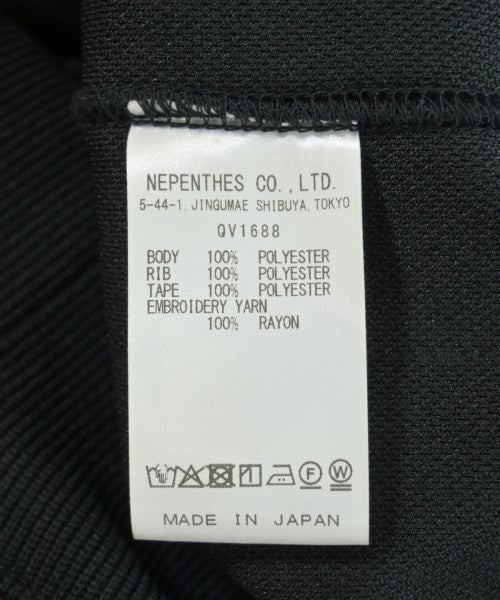 NEPENTHES CO.,LTD.
5-44-1, JINGUMAE SHIBUYA, TOKYO
QV1688
BODY 100% POLYESTER
RIB 100% POLYESTER
TAPE 100% POLYESTER
EMBROIDERY YARN
100% RAYON
F W
MADE IN JAPAN